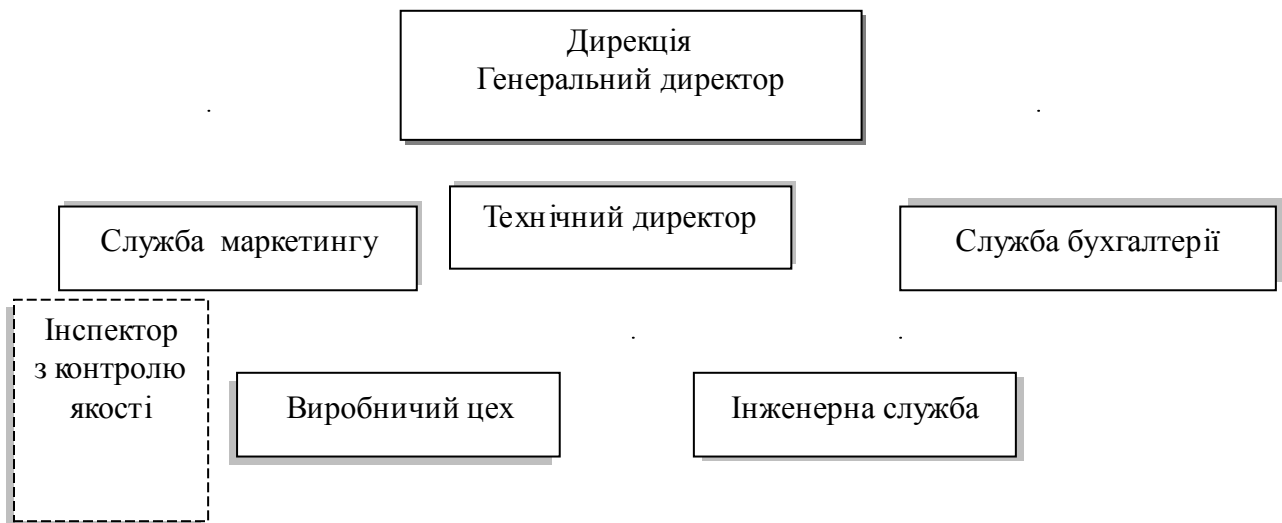 Дирекція
Генеральний директор
Технічний директор
Служба маркетингу
Служба бухгалтерії
Інспектор
з контролю
якості
Виробничий цех
Інженерна служба